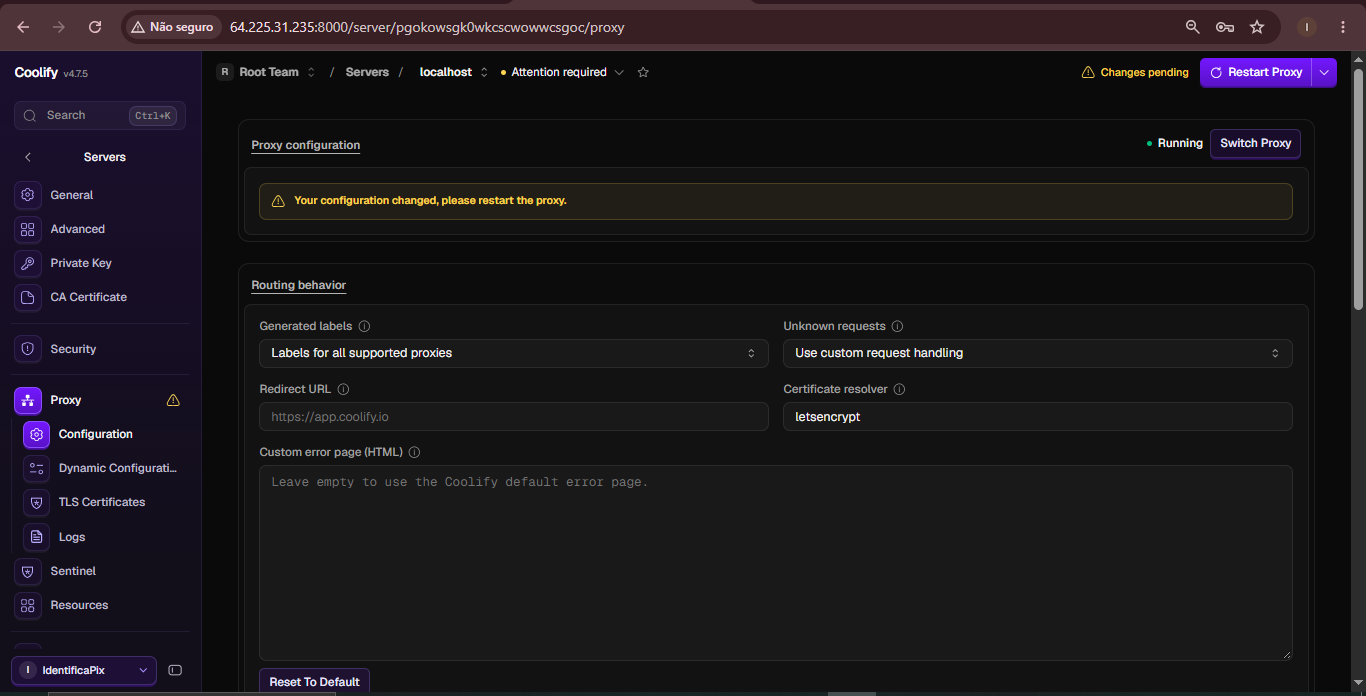 Não seguro
64.225.31.235:8000/server/pgokowsgk0wkcscwowwcsgoc/proxy
I
Coolify v4.7.5
R Root Team / Servers / localhost Attention required
Changes pending
Restart Proxy
Search Ctrl+K
Servers
General
Advanced
Private Key
CA Certificate
Security
Proxy
Configuration
Dynamic Configurati...
TLS Certificates
Logs
Sentinel
Resources
I IdentificaPix
Proxy configuration
Running
Switch Proxy
Your configuration changed, please restart the proxy.
Routing behavior
Generated labels
Labels for all supported proxies
Unknown requests
Use custom request handling
Redirect URL
https://app.coolify.io
Certificate resolver
letsencrypt
Custom error page (HTML)
Leave empty to use the Coolify default error page.
Reset To Default